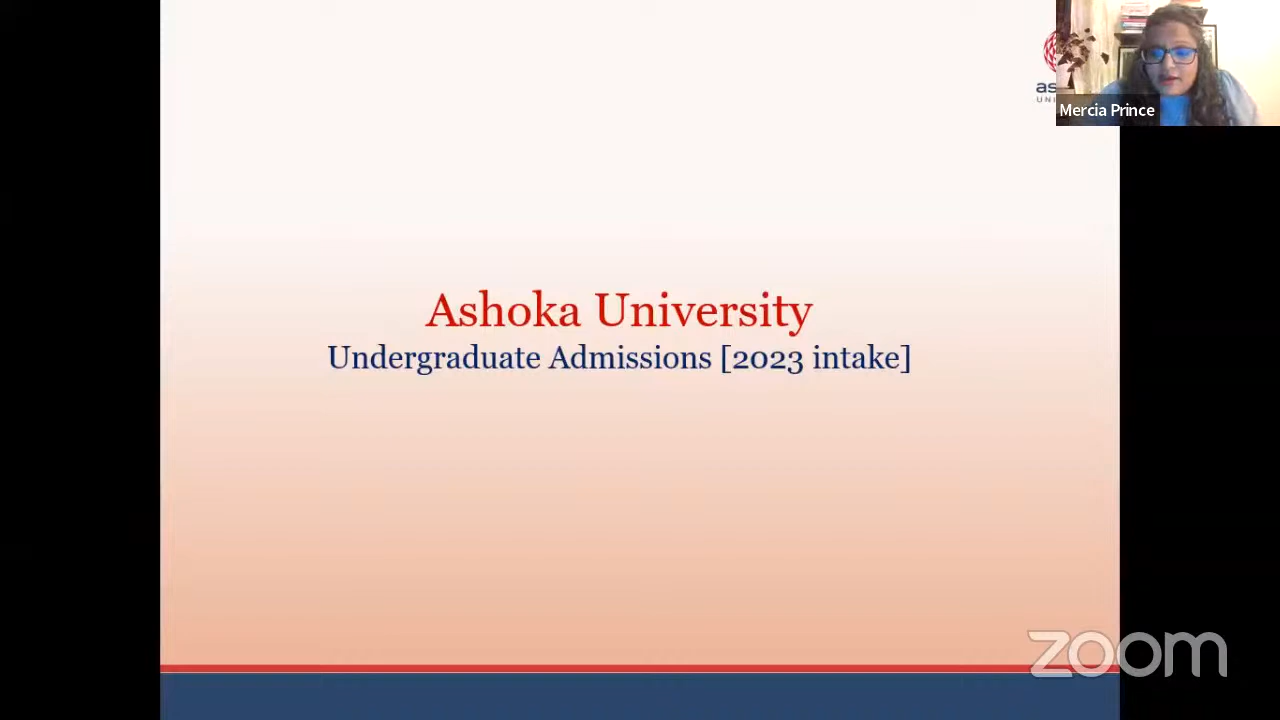 Mercia Prince
Ashoka University
Undergraduate Admissions [2023 intake]
zoom